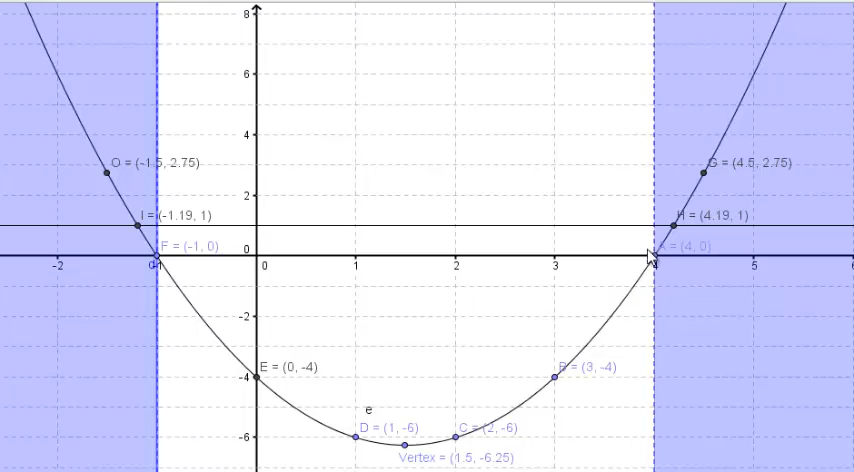 8
6
4
O = (-1.5, 2.75)
G = (4.5, 2.75)
2
I = (-1.19, 1)
H = (4.19, 1)
F = (-1, 0)
0
A = (4, 0)
-2
0
1
2
3
5
6
-2
E = (0, -4)
-4
B = (3, -4)
e
D = (1, -6)
C = (2, -6)
-6
Vertex = (1.5, -6.25)